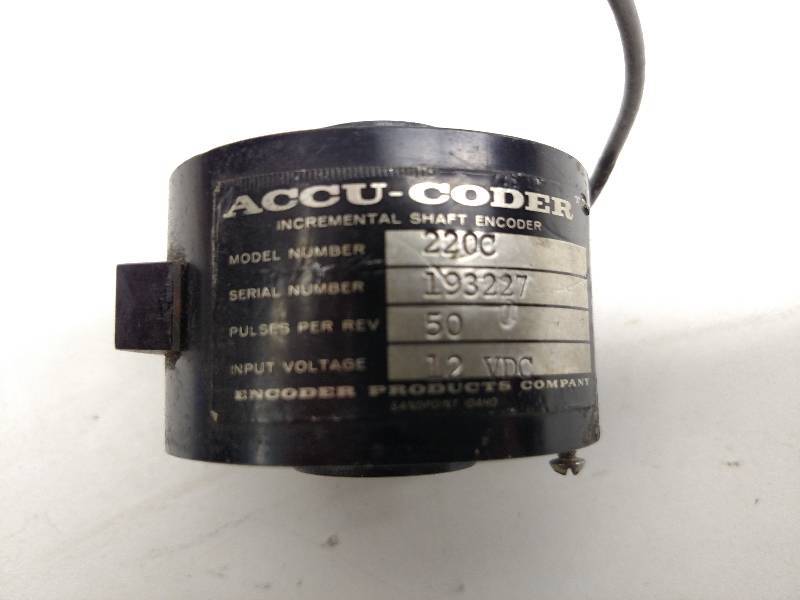 ACCU-CODER
INCREMENTAL SHAFT ENCODER
MODEL NUMBER 220C
SERIAL NUMBER 193227
PULSES PER REV 50
INPUT VOLTAGE 12 VDC
ENCODER PRODUCTS COMPANY
SANDPOINT IDAHO